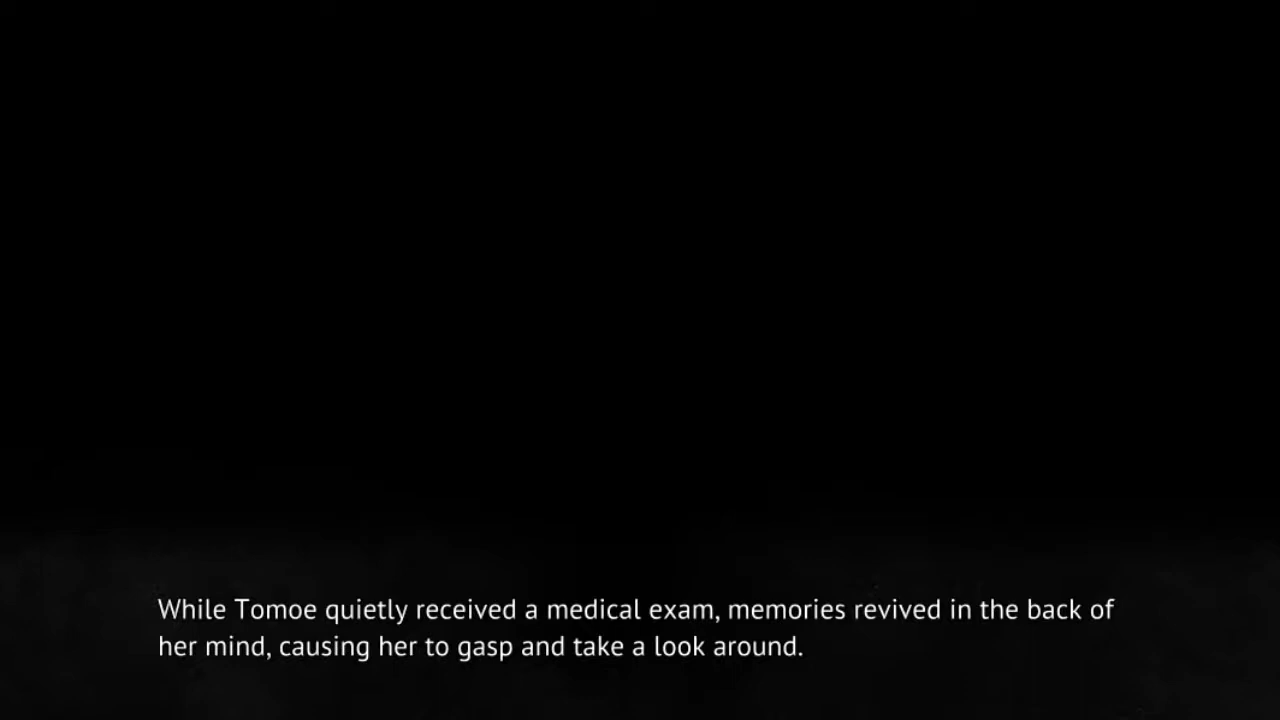 While Tomoe quietly received a medical exam, memories revived in the back of
her mind, causing her to gasp and take a look around.